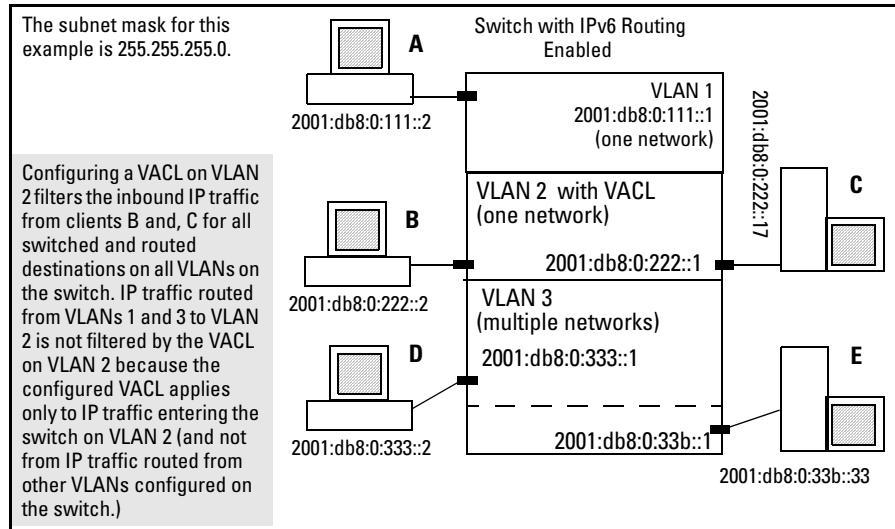 The subnet mask for this
example is 255.255.255.0.
Configuring a VACL on VLAN
2 filters the inbound IP traffic
from clients B and, C for all
switched and routed
destinations on all VLANs on
the switch. IP traffic routed
from VLANs 1 and 3 to VLAN
2 is not filtered by the VACL
on VLAN 2 because the
configured VACL applies
only to IP traffic entering the
switch on VLAN 2 (and not
from IP traffic routed from
other VLANs configured on
the switch.)
A
2001:db8:0:111::2
B
2001:db8:0:222::2
D
2001:db8:0:333::2
Switch with IPv6 Routing
Enabled
VLAN 1
2001:db8:0:111::1
(one network)
VLAN 2 with VACL
(one network)
2001:db8:0:222::1
VLAN 3
(multiple networks)
2001:db8:0:333::1
2001:db8:0:33b::1
2001:db8:0:222::17
C
E
2001:db8:0:33b::33